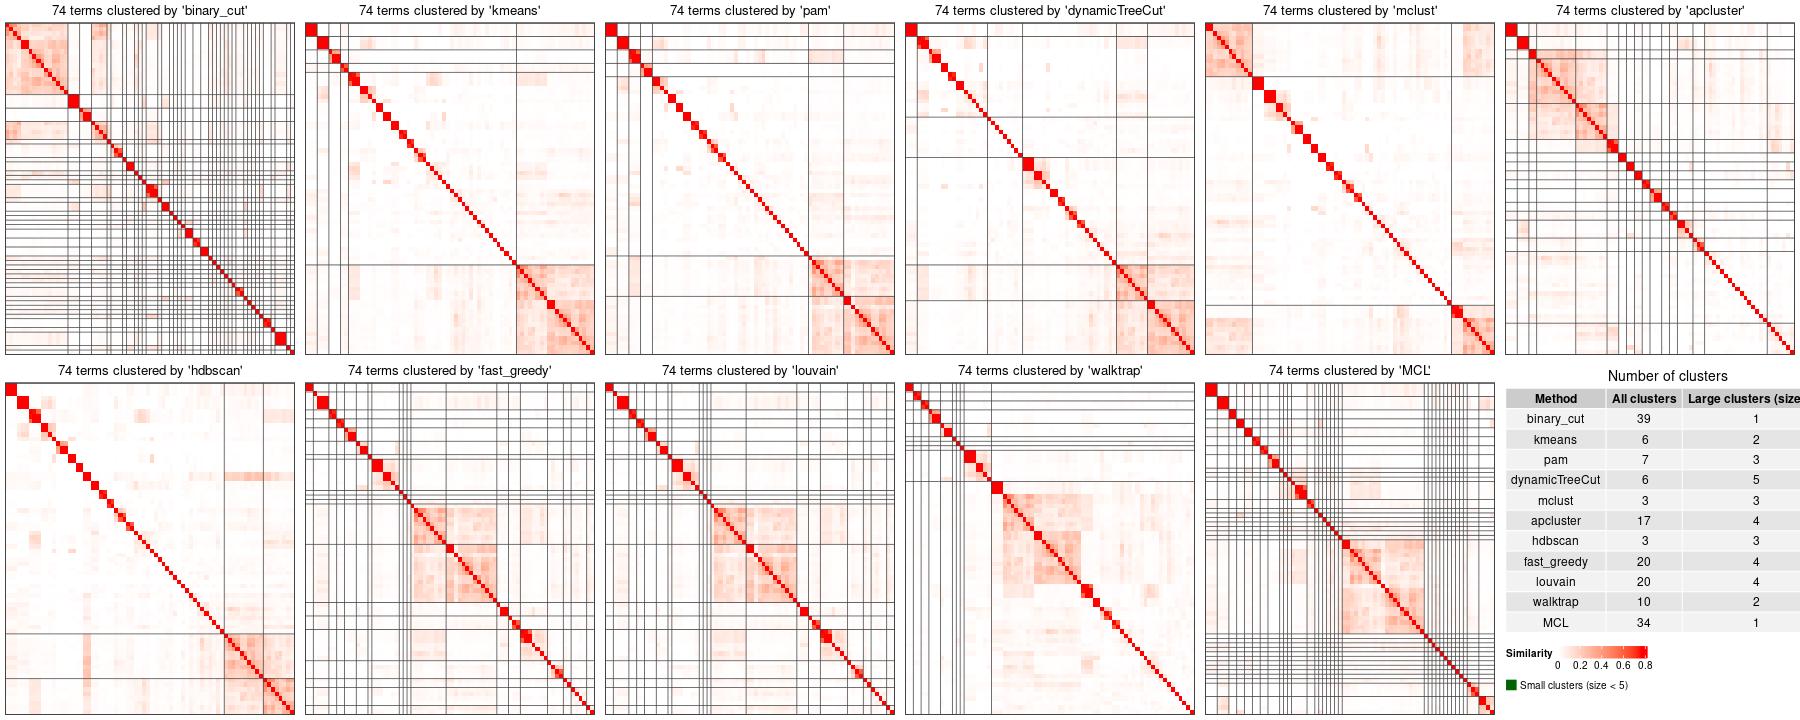 74 terms clustered by 'binary_cut'
74 terms clustered by 'kmeans'
74 terms clustered by 'pam'
74 terms clustered by 'dynamicTreeCut'
74 terms clustered by 'mclust'
74 terms clustered by 'apcluster'
74 terms clustered by 'hdbscan'
74 terms clustered by 'fast_greedy'
74 terms clustered by 'louvain'
74 terms clustered by 'walktrap'
74 terms clustered by 'MCL'
Number of clusters
Method All clusters Large clusters (size
binary_cut 39 1
kmeans 6 2
pam 7 3
dynamicTreeCut 6 5
mclust 3 3
apcluster 17 4
hdbscan 3 3
fast_greedy 20 4
louvain 20 4
walktrap 10 2
MCL 34 1
Similarity
0 0.2 0.4 0.6 0.8
Small clusters (size < 5)